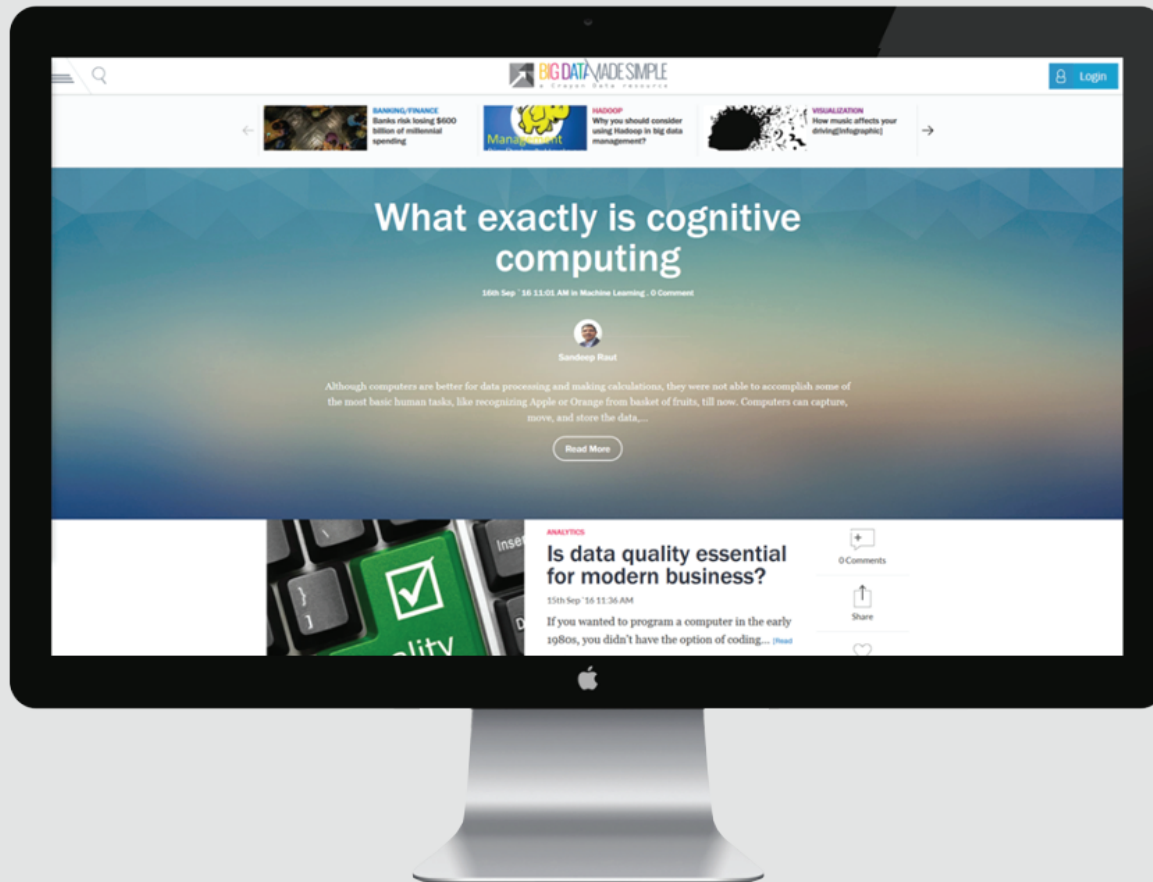 BIG DATA MADE SIMPLE
a Crayon Data resource
Login
BANKING/FINANCE
Banks risk losing $600
billion of millennial
spending
Management
HADOOP
Why you should consider
using Hadoop in big data
management?
VISUALIZATION
How music affects your
driving[Infographic]
What exactly is cognitive
computing
16th Sep `16 11:01 AM in Machine Learning . 0 Comment
Sandeep Raut
Although computers are better for data processing and making calculations, they were not able to accomplish some of
the most basic human tasks, like recognizing Apple or Orange from basket of fruits, till now. Computers can capture,
move, and store the data,...
Read More
Inse
ality
ANALYTICS
Is data quality essential
for modern business?
15th Sep `16 11:36 AM
If you wanted to program a computer in the early
1980s, you didn't have the option of coding... [Read
0 Comments
Share